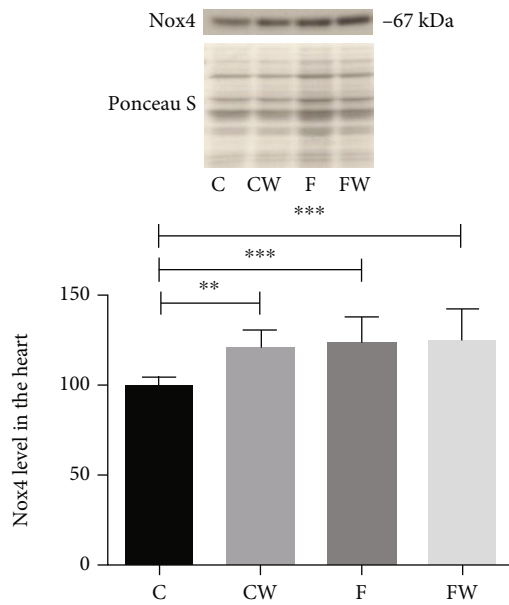 Nox4 –67 kDa
Ponceau S
C CW F FW
***
***
**
Nox4 level in the heart
150
100
50
0
C CW F FW